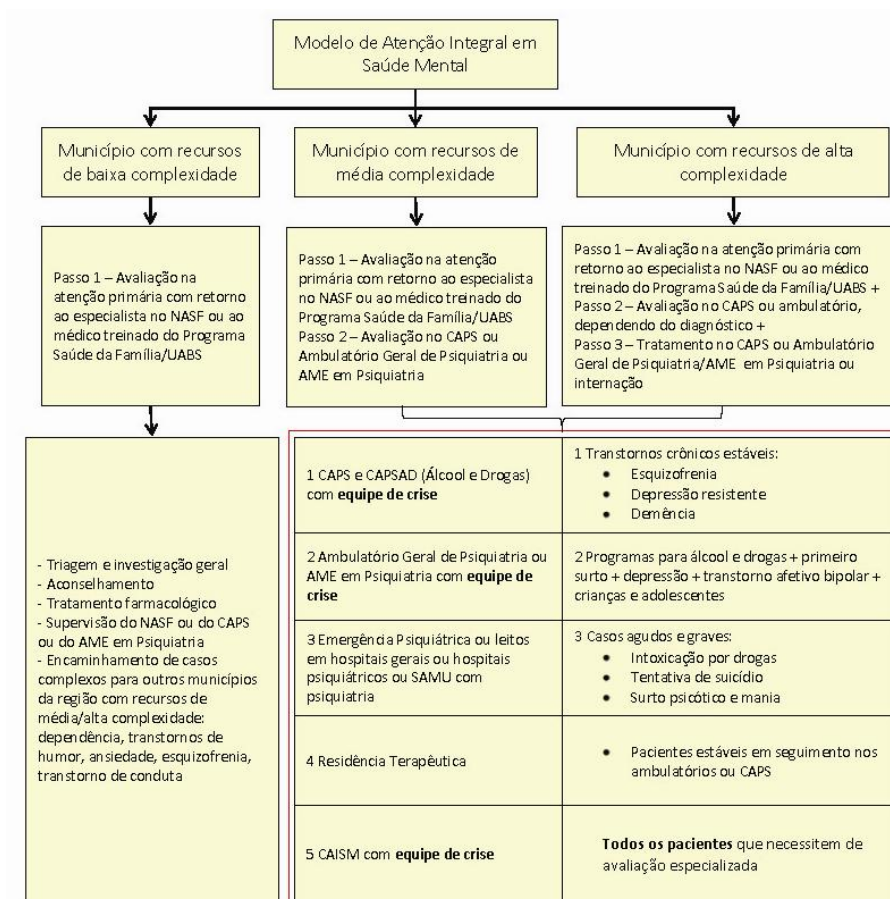 Modelo de Atenção Integral em
Saúde Mental
Município com recursos
de baixa complexidade
Município com recursos de
média complexidade
Município com recursos de alta
complexidade
Passo 1 – Avaliação na
atenção primária com retorno
ao especialista no NASF ou ao
médico treinado do Programa
Saúde da Família/UABS
Passo 1 – Avaliação na atenção
primária com retorno ao especialista
no NASF ou ao médico treinado do
Programa Saúde da Família/UABS
Passo 2 – Avaliação no CAPS ou
Ambulatório Geral de Psiquiatria ou
AME em Psiquiatria
Passo 1 – Avaliação na atenção primária com
retorno ao especialista no NASF ou ao médico
treinado do Programa Saúde da Família/UABS +
Passo 2 – Avaliação no CAPS ou ambulatório,
dependendo do diagnóstico +
Passo 3 – Tratamento no CAPS ou Ambulatório
Geral de Psiquiatria/AME em Psiquiatria ou
internação
- Triagem e investigação geral
- Aconselhamento
- Tratamento farmacológico
- Supervisão do NASF ou do CAPS
ou do AME em Psiquiatria
- Encaminhamento de casos
complexos para outros municípios
da região com recursos de
média/alta complexidade:
dependência, transtornos de
humor, ansiedade, esquizofrenia,
transtorno de conduta
1 CAPS e CAPSAD (Álcool e Drogas)
com equipe de crise
1 Transtornos crônicos estáveis:
• Esquizofrenia
• Depressão resistente
• Demência
2 Ambulatório Geral de Psiquiatria ou
AME em Psiquiatria com equipe de
crise
2 Programas para álcool e drogas + primeiro
surto + depressão + transtorno afetivo bipolar +
crianças e adolescentes
3 Emergência Psiquiátrica ou leitos
em hospitais gerais ou hospitais
psiquiátricos ou SAMU com
psiquiatria
3 Casos agudos e graves:
• Intoxicação por drogas
• Tentativa de suicídio
• Surto psicótico e mania
4 Residência Terapêutica
• Pacientes estáveis em seguimento nos
ambulatórios ou CAPS
5 CAISM com equipe de crise
Todos os pacientes que necessitem de
avaliação especializada